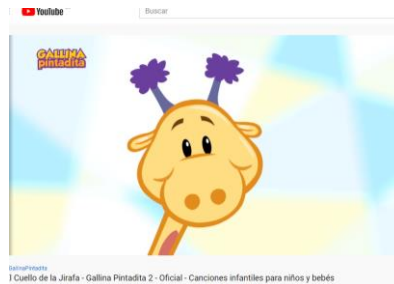 YouTube
Buscar
GALLINA
pintadita
GallinaPintadita
l Cuello de la Jirafa - Gallina Pintadita 2 - Oficial - Canciones infantiles para niños y bebés